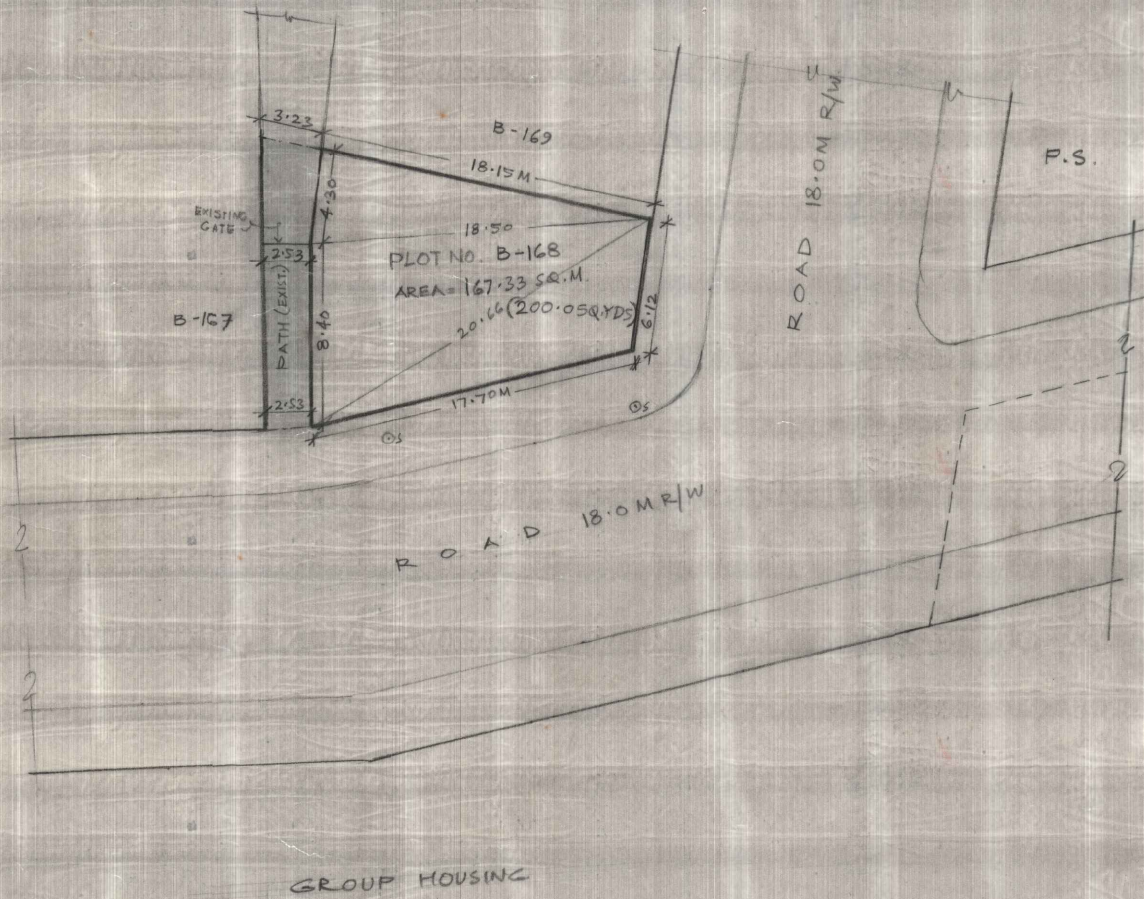 3.23
B-169
18.15M
ROAD 18.0M R/W.
P.S.
4.30
EXISTING
GATE
18.50
2.53
PLOT NO. B-168
AREA = 167.33 SQ.M.
20.66 (200.0SQ.YDS)
6.12
B-167
PATH (EXIST.)
8.40
2.53
17.70M
S
S
ROAD 18.0 M R/W
GROUP HOUSING